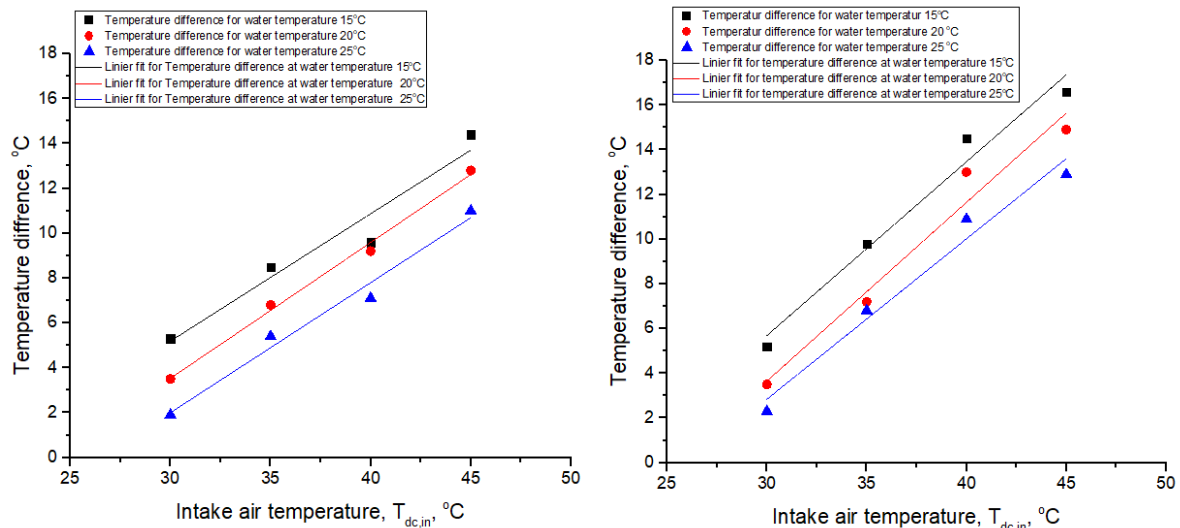 Temperature difference for water temperature 15°C
Temperature difference for water temperature 20°C
Temperature difference for water temperature 25°C
Linier fit for Temperature difference at water temperature 15°C
Linier fit for Temperature difference at water temperature 20°C
Linier fit for Temperature difference at water temperature 25°C
18
16
14
12
10
8
6
4
2
0
25
30
35
40
45
50
Temperature diffrence, °C
Intake air temperature, T_dc,in, °C
Temperatur difference for water temperatur 15°C
Temperatur difference for water temperatur 20 °C
Temperatur difference for water temperatur 25 °C
Linier fit for temperature difference at water temperature 15°C
Linier fit for temperature difference at water temperature 20°C
Linier fit for temperature difference at water temperature 25°C
18
16
14
12
10
8
6
4
2
0
25
30
35
40
45
50
Temperature difference, °C
Intake air temperature, T_dc,in, °C